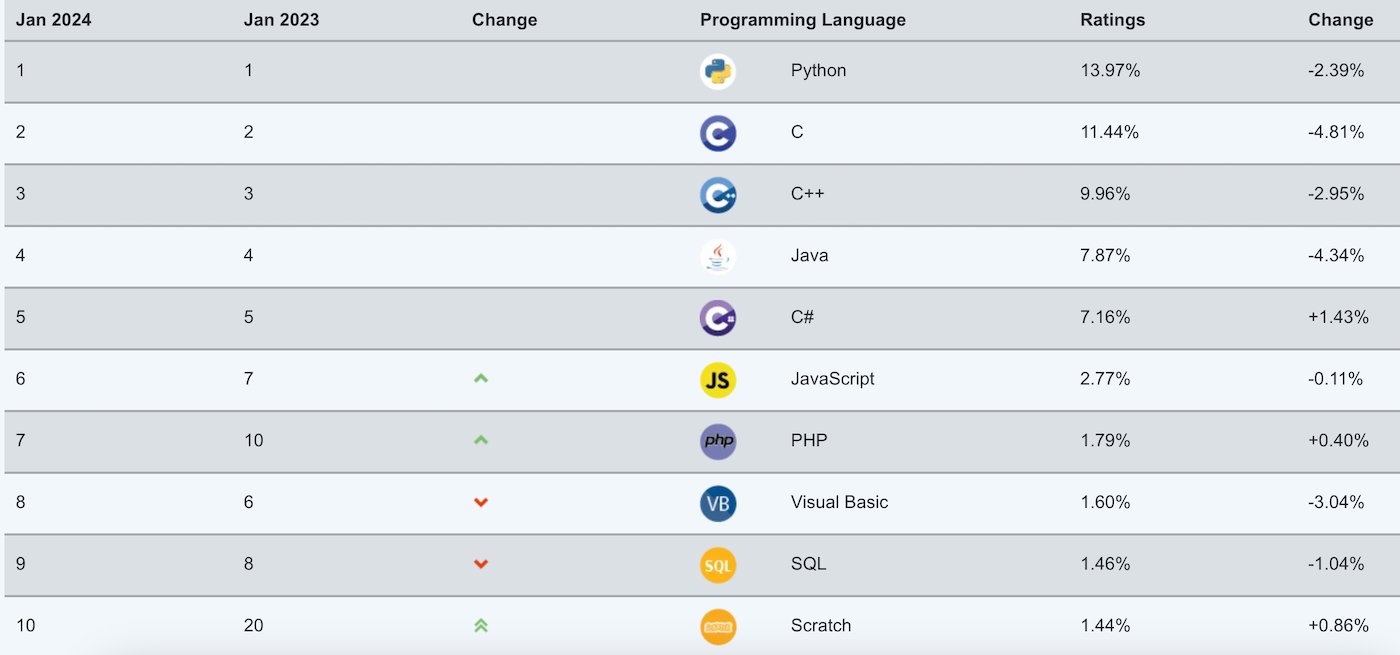 Jan 2024 Jan 2023 Change Programming Language Ratings Change
1 1 Python 13.97% -2.39%
2 2 C C 11.44% -4.81%
3 3 C++ C++ 9.96% -2.95%
4 4 Java 7.87% -4.34%
5 5 C# C# 7.16% +1.43%
6 7 JS JavaScript 2.77% -0.11%
7 10 php PHP 1.79% +0.40%
8 6 VB Visual Basic 1.60% -3.04%
9 8 SQL SQL 1.46% -1.04%
10 20 Scratch 1.44% +0.86%